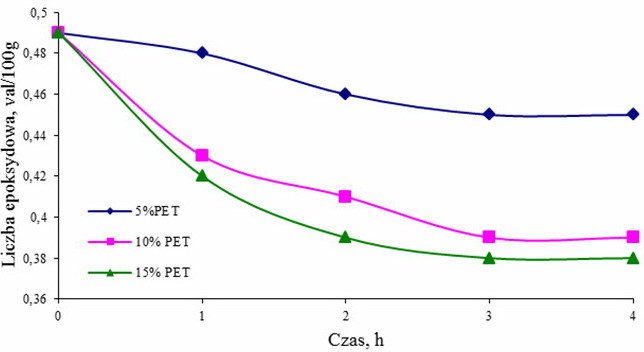 Liczba epoksydowa, val/100g
0,5
0,48
0,46
0,44
0,42
0,4
0,38
0,36
5%PET
10% PET
15% PET
0 1 2 3 4
Czas, h